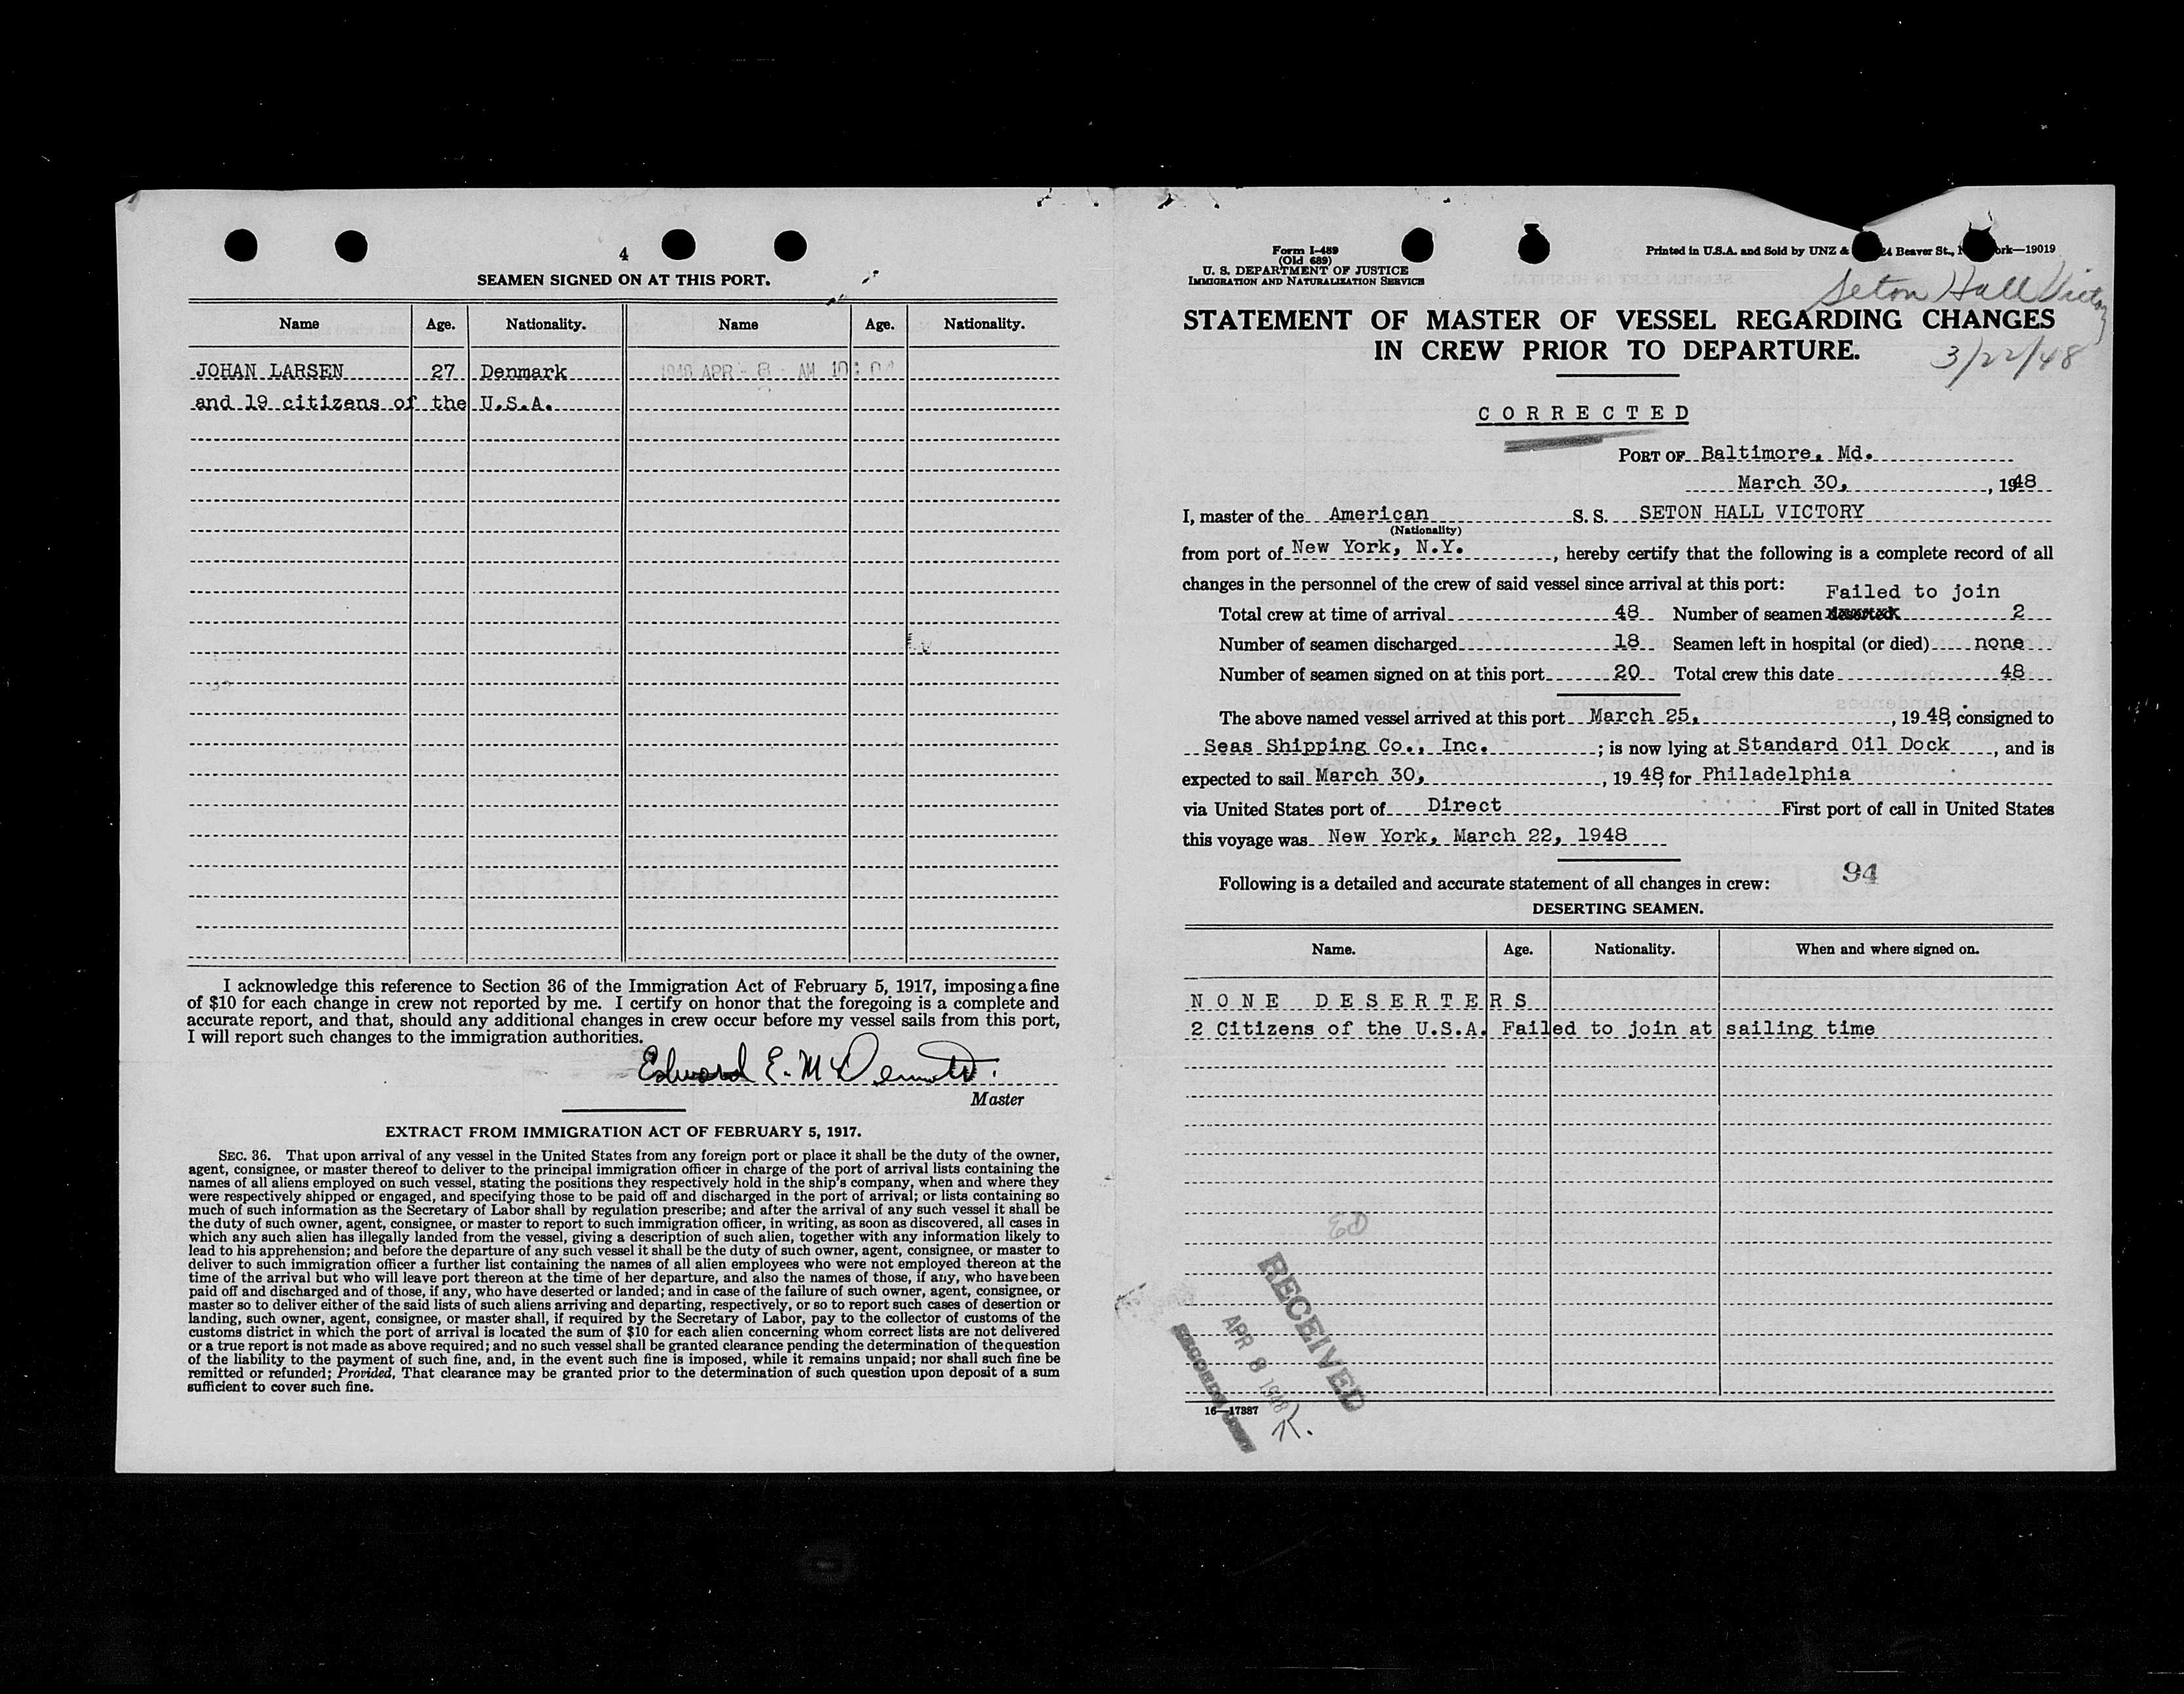 4
SEAMEN SIGNED ON AT THIS PORT.
Name Age. Nationality. Name Age. Nationality.
JOHAN LARSEN 27 Denmark 1948 APR - 8 - AM 10
and 19 citizens of the U.S.A.
I acknowledge this reference to Section 36 of the Immigration Act of February 5, 1917, imposing a fine
of $10 for each change in crew not reported by me. I certify on honor that the foregoing is a complete and
accurate report, and that, should any additional changes in crew occur before my vessel sails from this port,
I will report such changes to the immigration authorities.
Edward E. McDermott.
Master
EXTRACT FROM IMMIGRATION ACT OF FEBRUARY 5, 1917.
SEC. 36. That upon arrival of any vessel in the United States from any foreign port or place it shall be the duty of the owner,
agent, consignee, or master thereof to deliver to the principal immigration officer in charge of the port of arrival lists containing the
names of all aliens employed on such vessel, stating the positions they respectively hold in the ship's company, when and where they
were respectively shipped or engaged, and specifying those to be paid off and discharged in the port of arrival; or lists containing so
much of such information as the Secretary of Labor shall by regulation prescribe; and after the arrival of any such vessel it shall be
the duty of such owner, agent, consignee, or master to report to such immigration officer, in writing, as soon as discovered, all cases in
which any such alien has illegally landed from the vessel, giving a description of such alien, together with any information likely to
lead to his apprehension; and before the departure of any such vessel it shall be the duty of such owner, agent, consignee, or master to
deliver to such immigration officer a further list containing the names of all alien employees who were not employed thereon at the
time of the arrival but who will leave port thereon at the time of her departure, and also the names of those, if any, who have been
paid off and discharged and of those, if any, who have deserted or landed; and in case of the failure of such owner, agent, consignee, or
master so to deliver either of the said lists of such aliens arriving and departing, respectively, or so to report such cases of desertion or
landing, such owner, agent, consignee, or master shall, if required by the Secretary of Labor, pay to the collector of customs of the
customs district in which the port of arrival is located the sum of $10 for each alien concerning whom correct lists are not delivered
or a true report is not made as above required; and no such vessel shall be granted clearance pending the determination of the question
of the liability to the payment of such fine, and, in the event such fine is imposed, while it remains unpaid; nor shall such fine be
remitted or refunded; Provided, That clearance may be granted prior to the determination of such question upon deposit of a sum
sufficient to cover such fine.
Form I-489
(Old 689)
U. S. DEPARTMENT OF JUSTICE
IMMIGRATION AND NATURALIZATION SERVICE
Printed in U.S.A. and Sold by UNZ & 24 Beaver St., N ork—19019
Seton Hall Victory
STATEMENT OF MASTER OF VESSEL REGARDING CHANGES
IN CREW PRIOR TO DEPARTURE.
3/22/48
CORRECTED
PORT OF Baltimore, Md.
March 30, , 1948
I, master of the American S. S. SETON HALL VICTORY
(Nationality)
from port of New York, N.Y. , hereby certify that the following is a complete record of all
changes in the personnel of the crew of said vessel since arrival at this port:
Failed to join
Total crew at time of arrival 48 Number of seamen deserted 2
Number of seamen discharged 18 Seamen left in hospital (or died) none
Number of seamen signed on at this port 20 Total crew this date 48
The above named vessel arrived at this port March 25, , 19 48, consigned to
Seas Shipping Co., Inc. ; is now lying at Standard Oil Dock , and is
expected to sail March 30, , 19 48, for Philadelphia
via United States port of Direct First port of call in United States
this voyage was New York, March 22, 1948
94
Following is a detailed and accurate statement of all changes in crew:
DESERTING SEAMEN.
Name. Age. Nationality. When and where signed on.
NONE DESERTERS
2 Citizens of the U.S.A. Failed to join at sailing time
ED
RECEIVED
APR 8 1948
RECORDS
16—17387
K.